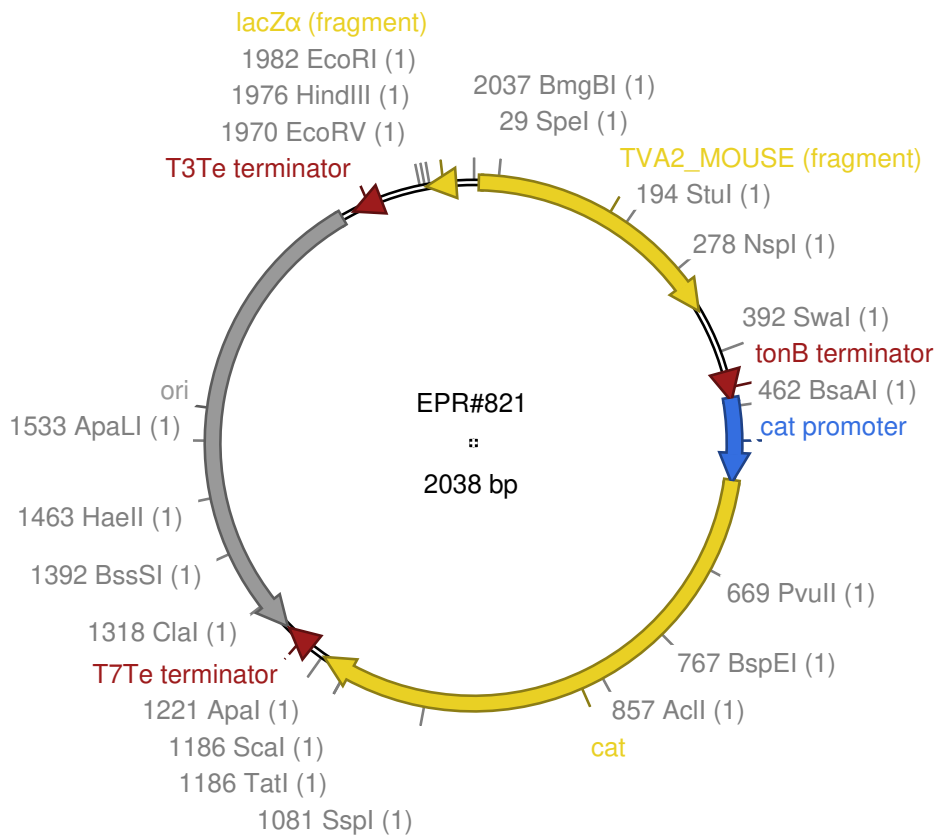 lacZα (fragment)
1982 EcoRI (1)
1976 HindIII (1)
1970 EcoRV (1)
T3Te terminator
2037 BmgBI (1)
29 SpeI (1)
TVA2_MOUSE (fragment)
194 StuI (1)
278 NspI (1)
392 SwaI (1)
tonB terminator
462 BsaAI (1)
cat promoter
EPR#821
2038 bp
ori
1533 ApaLI (1)
1463 HaeII (1)
1392 BssSI (1)
1318 ClaI (1)
T7Te terminator
1221 ApaI (1)
1186 ScaI (1)
1186 TatI (1)
1081 SspI (1)
669 PvuII (1)
767 BspEI (1)
857 AclI (1)
cat